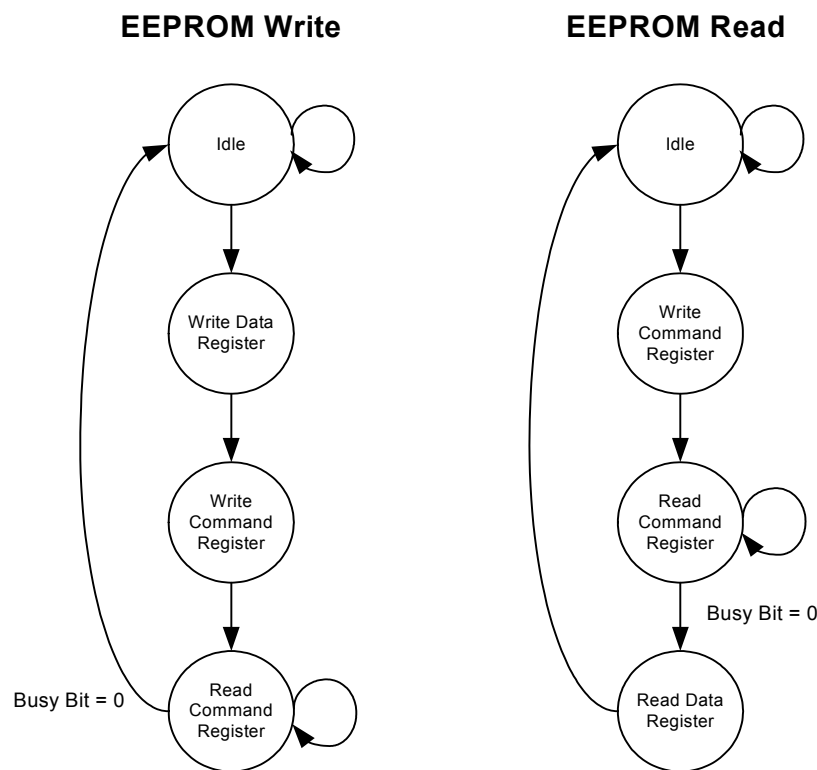 EEPROM Write
Idle
Write Data
Register
Write
Command
Register
Read
Command
Register
Busy Bit = 0
EEPROM Read
Idle
Write
Command
Register
Read
Command
Register
Busy Bit = 0
Read Data
Register